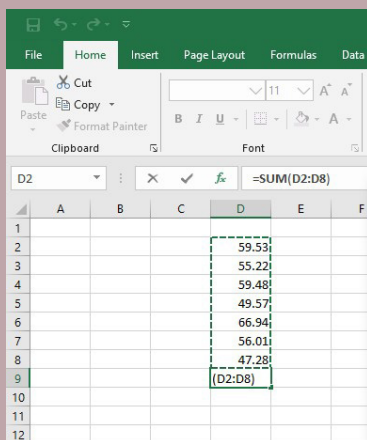 File Home Insert Page Layout Formulas Data
Cut
Copy
Paste
Format Painter
11 A A
B I U A
Clipboard Font
D2 fx =SUM(D2:D8)
A B C D E F
1
2 59.53
3 55.22
4 59.48
5 49.57
6 66.94
7 56.01
8 47.28
9 (D2:D8)
10
11
12